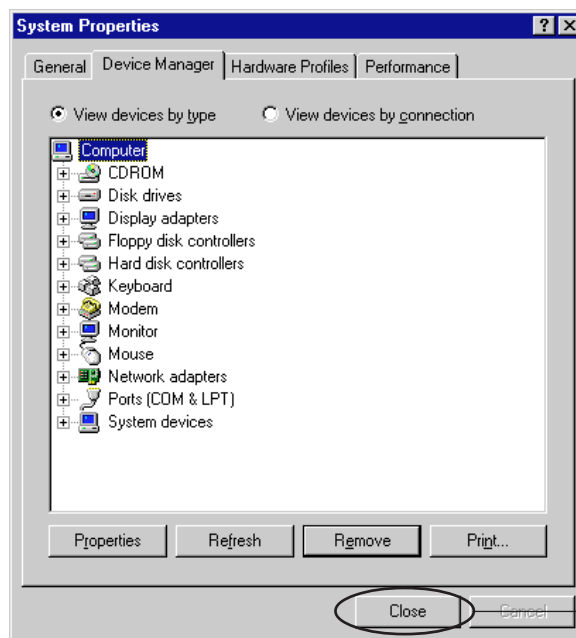 System Properties
General Device Manager Hardware Profiles Performance
View devices by type View devices by connection
Computer
CDROM
Disk drives
Display adapters
Floppy disk controllers
Hard disk controllers
Keyboard
Modem
Monitor
Mouse
Network adapters
Ports (COM & LPT)
System devices
Properties Refresh Remove Print...
Close Cancel